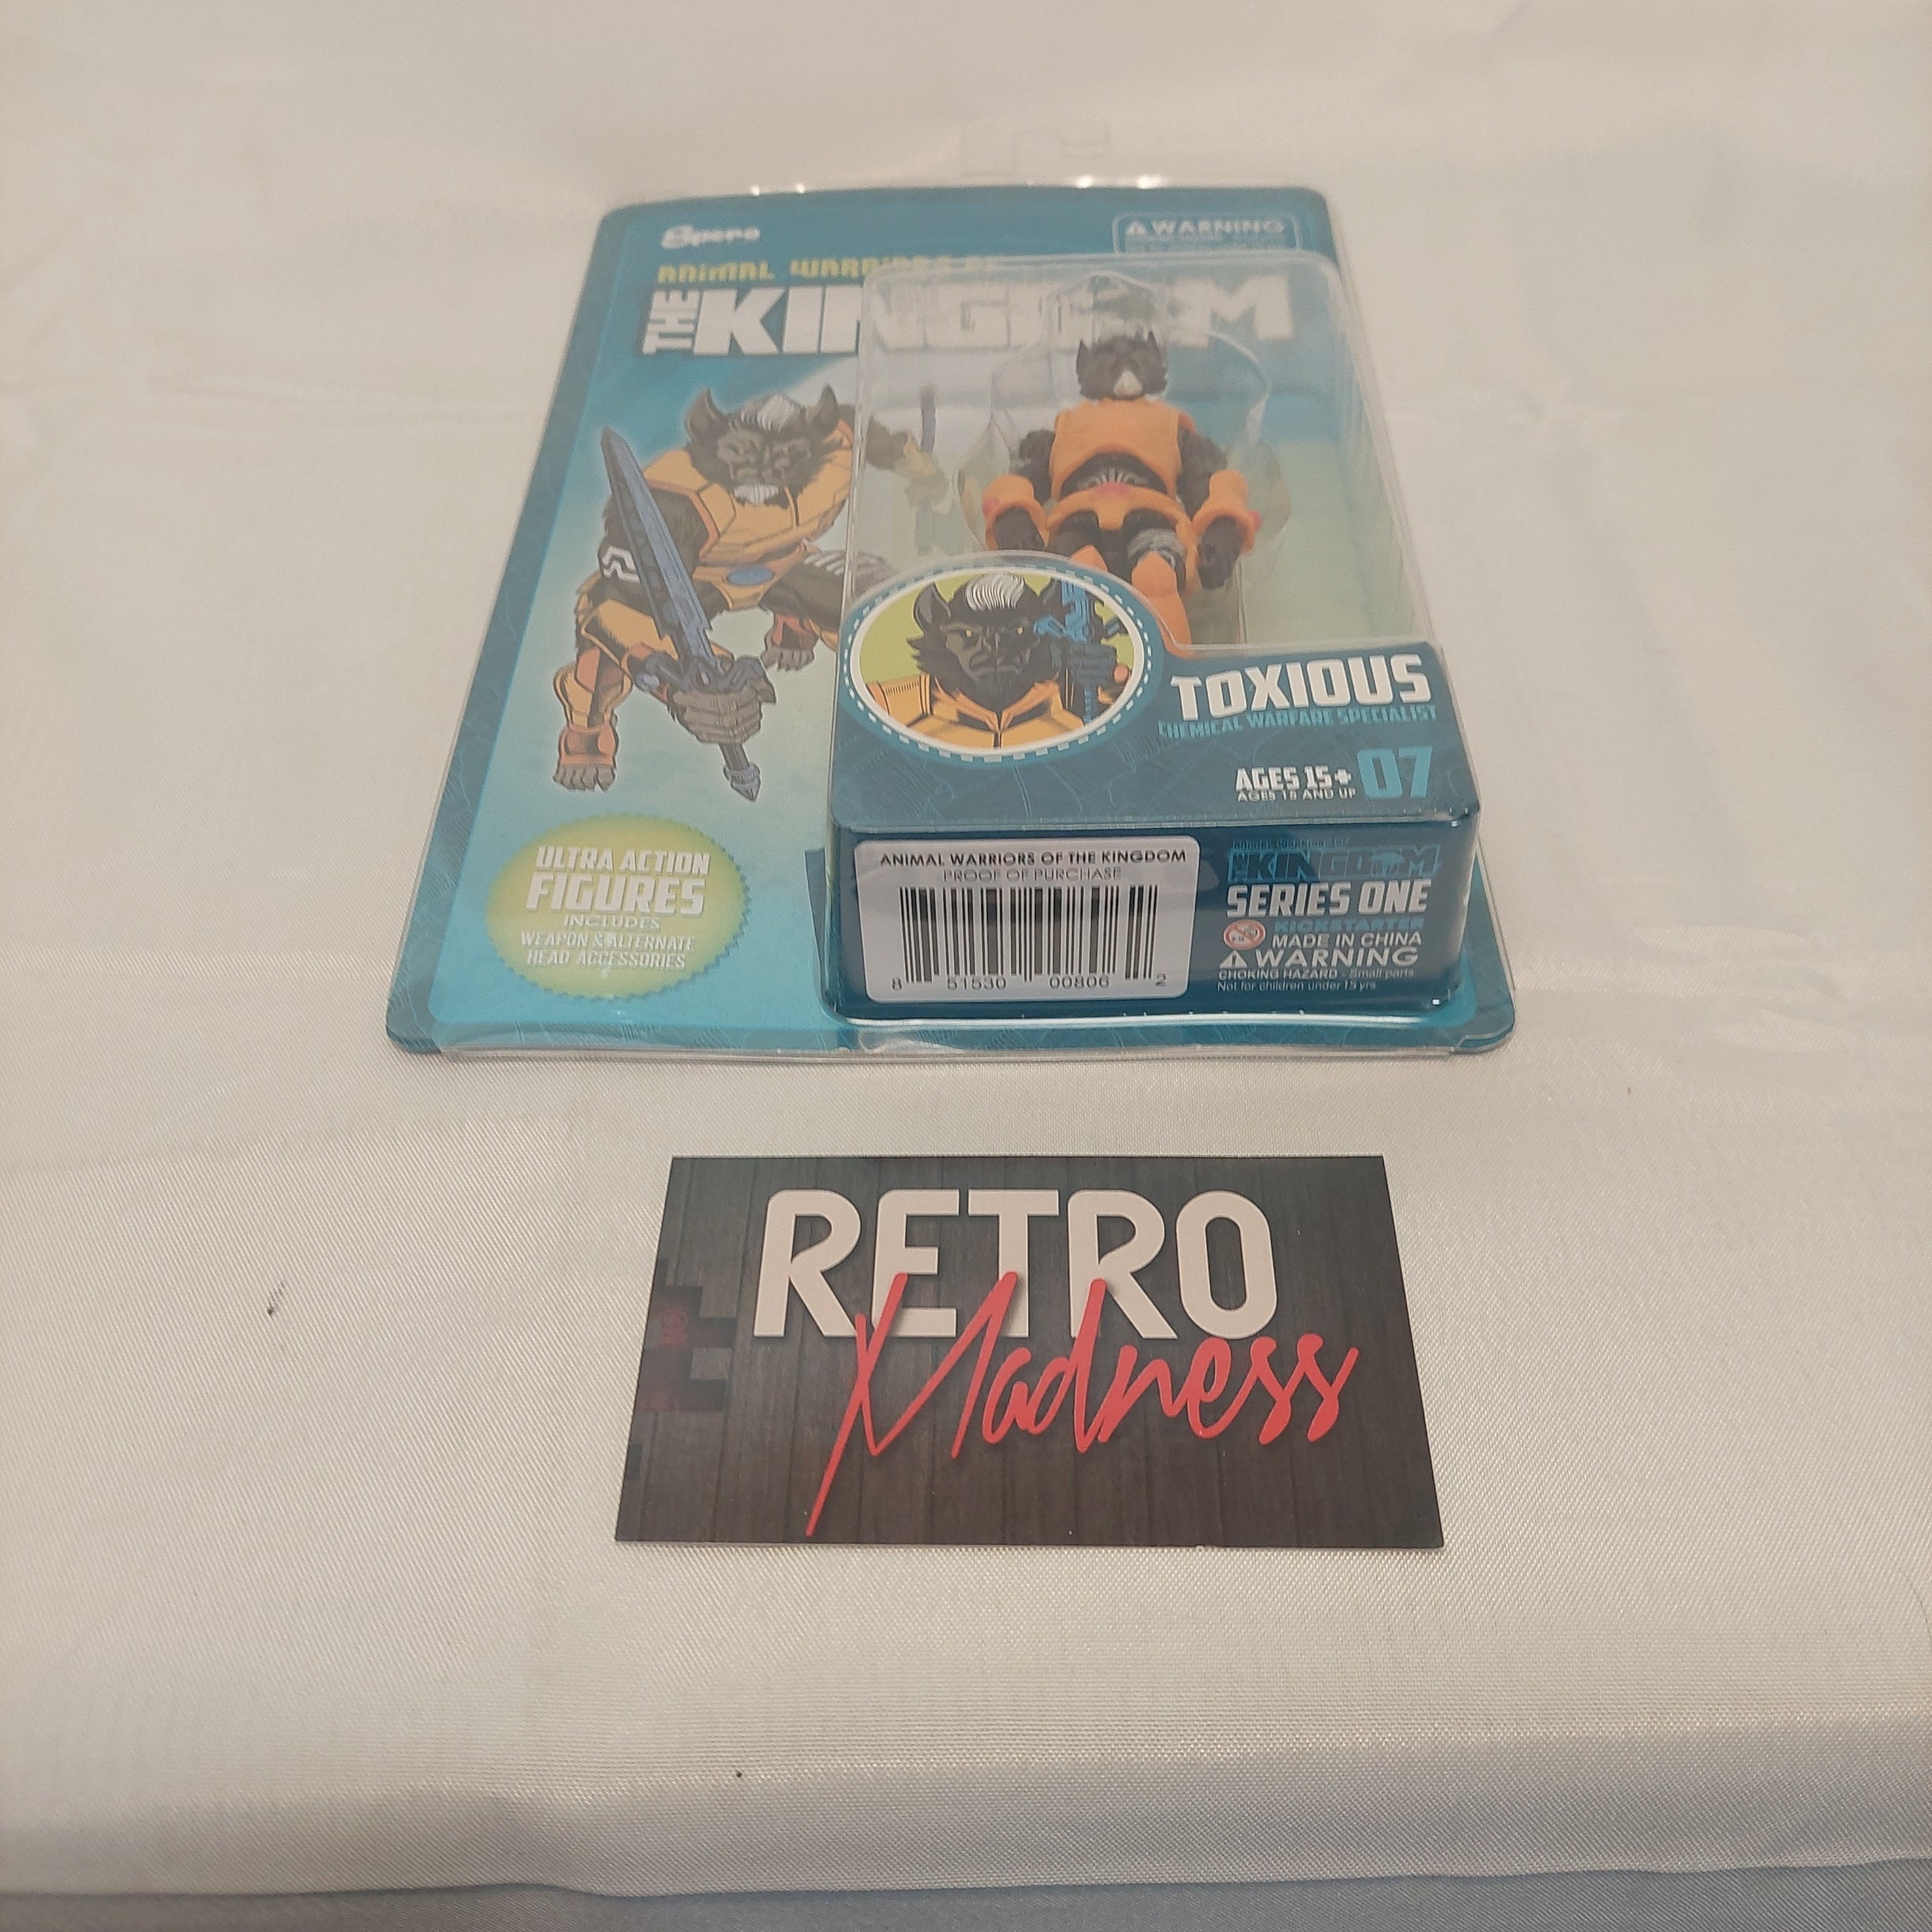 Spero
WARNING
ANIMAL WARRIORS OF
THE KINGDOM
TOXIOUS
CHEMICAL WARFARE SPECIALIST
AGES 15+
AGES 15 AND UP
07
ULTRA ACTION
FIGURES
INCLUDES
WEAPON & ALTERNATE
HEAD ACCESSORIES
ANIMAL WARRIORS OF THE KINGDOM
PROOF OF PURCHASE
8 51530 00806 2
THE KINGDOM
SERIES ONE
KICKSTARTER
MADE IN CHINA
WARNING
CHOKING HAZARD - Small parts.
Not for children under 15 yrs.
RETRO
Madness